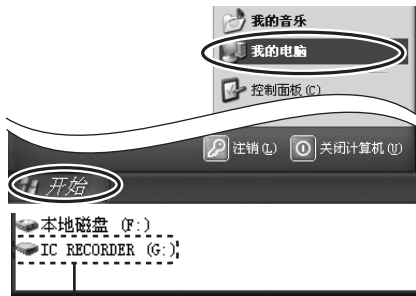 我的音乐
我的电脑
控制面板(C)
注销(L) 关闭计算机(U)
开始
本地磁盘 (F:)
IC RECORDER (G:)